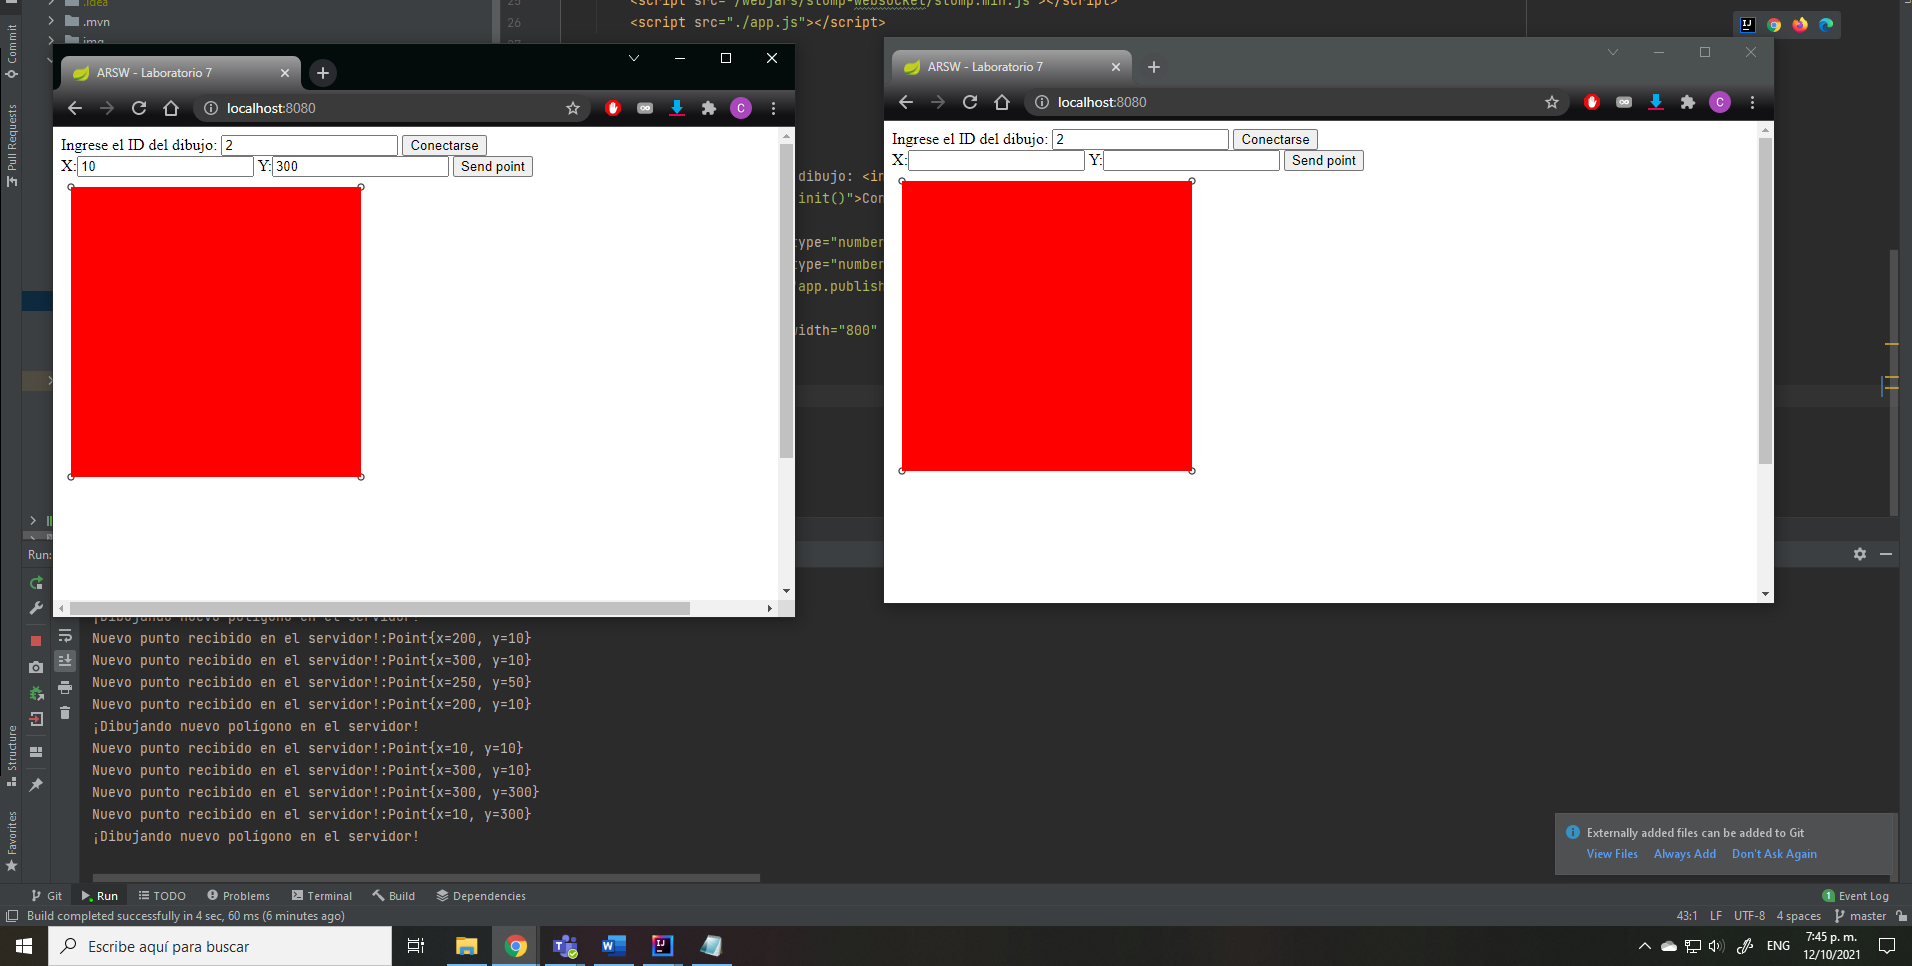 .idea
.mvn
img
25
26
<script src="/webjars/stomp-websocket/stomp.min.js"></script>
<script src="./app.js"></script>
Commit
Pull Requests
ARSW - Laboratorio 7
localhost:8080
C
Ingrese el ID del dibujo: 2 Conectarse
X: 10 Y: 300 Send point
ARSW - Laboratorio 7
localhost:8080
C
Ingrese el ID del dibujo: 2 Conectarse
X: Y: Send point
dibujo: <in
init()">Con
type="number
type="number
app.publish
width="800"
Run:
¡Dibujando nuevo polígono en el servidor!
Nuevo punto recibido en el servidor!:Point{x=200, y=10}
Nuevo punto recibido en el servidor!:Point{x=300, y=10}
Nuevo punto recibido en el servidor!:Point{x=250, y=50}
Nuevo punto recibido en el servidor!:Point{x=200, y=10}
¡Dibujando nuevo polígono en el servidor!
Nuevo punto recibido en el servidor!:Point{x=10, y=10}
Nuevo punto recibido en el servidor!:Point{x=300, y=10}
Nuevo punto recibido en el servidor!:Point{x=300, y=300}
Nuevo punto recibido en el servidor!:Point{x=10, y=300}
¡Dibujando nuevo polígono en el servidor!
Structure
Favorites
Externally added files can be added to Git
View Files Always Add Don't Ask Again
Git Run TODO Problems Terminal Build Dependencies
1 Event Log
Build completed successfully in 4 sec, 60 ms (6 minutes ago)
43:1 LF UTF-8 4 spaces master
Escribe aquí para buscar
ENG
7:45 p. m.
12/10/2021